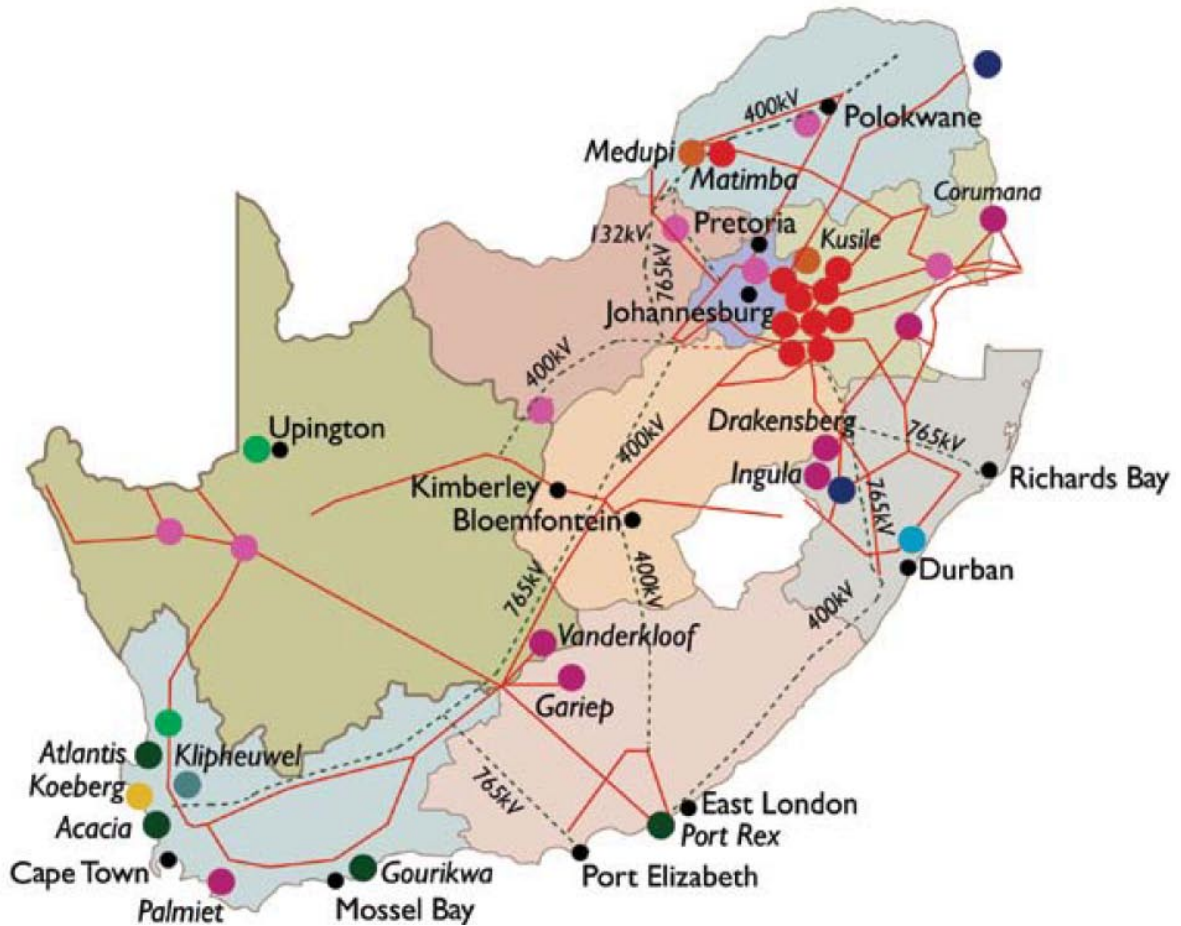 400kV
Polokwane
Medupi
Matimba
Corumana
132kV
Pretoria
Kusile
765kV
Johannesburg
400kV
Drakensberg
765kV
Upington
400kV
Ingula
Richards Bay
Kimberley
Bloemfontein
765kV
Durban
765kV
400kV
400kV
Vanderkloof
Gariep
Atlantis
Klipheuwel
Koeberg
765kV
East London
Acacia
Port Rex
Cape Town
Gourikwa
Port Elizabeth
Palmiet
Mossel Bay